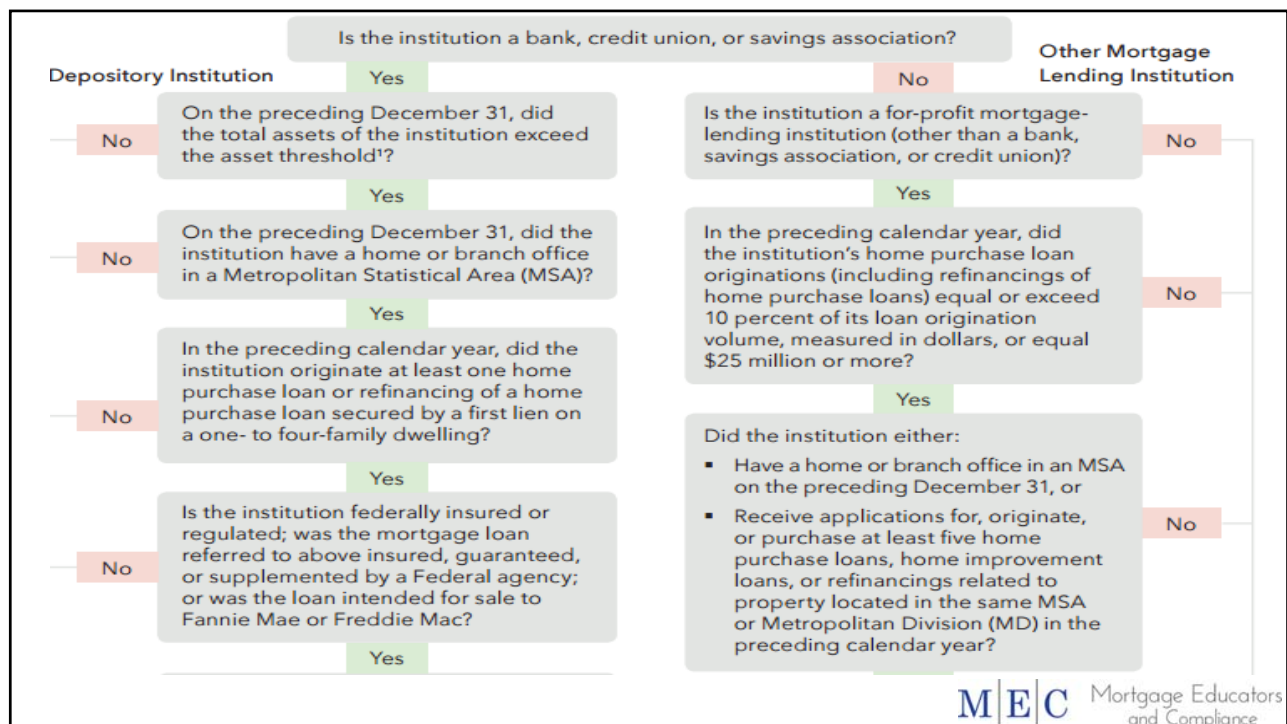 Is the institution a bank, credit union, or savings association?
Depository Institution
Yes
No
On the preceding December 31, did
the total assets of the institution exceed
the asset threshold¹?
Yes
No
On the preceding December 31, did the
institution have a home or branch office
in a Metropolitan Statistical Area (MSA)?
Yes
No
In the preceding calendar year, did the
institution originate at least one home
purchase loan or refinancing of a home
purchase loan secured by a first lien on
a one- to four-family dwelling?
Yes
No
Is the institution federally insured or
regulated; was the mortgage loan
referred to above insured, guaranteed,
or supplemented by a Federal agency;
or was the loan intended for sale to
Fannie Mae or Freddie Mac?
Yes
Other Mortgage
Lending Institution
No
Is the institution a for-profit mortgage-
lending institution (other than a bank,
savings association, or credit union)?
No
Yes
In the preceding calendar year, did
the institution’s home purchase loan
originations (including refinancings of
home purchase loans) equal or exceed
10 percent of its loan origination
volume, measured in dollars, or equal
$25 million or more?
No
Yes
Did the institution either:
▪ Have a home or branch office in an MSA
on the preceding December 31, or
▪ Receive applications for, originate,
or purchase at least five home
purchase loans, home improvement
loans, or refinancings related to
property located in the same MSA
or Metropolitan Division (MD) in the
preceding calendar year?
No
M|E|C Mortgage Educators
and Compliance